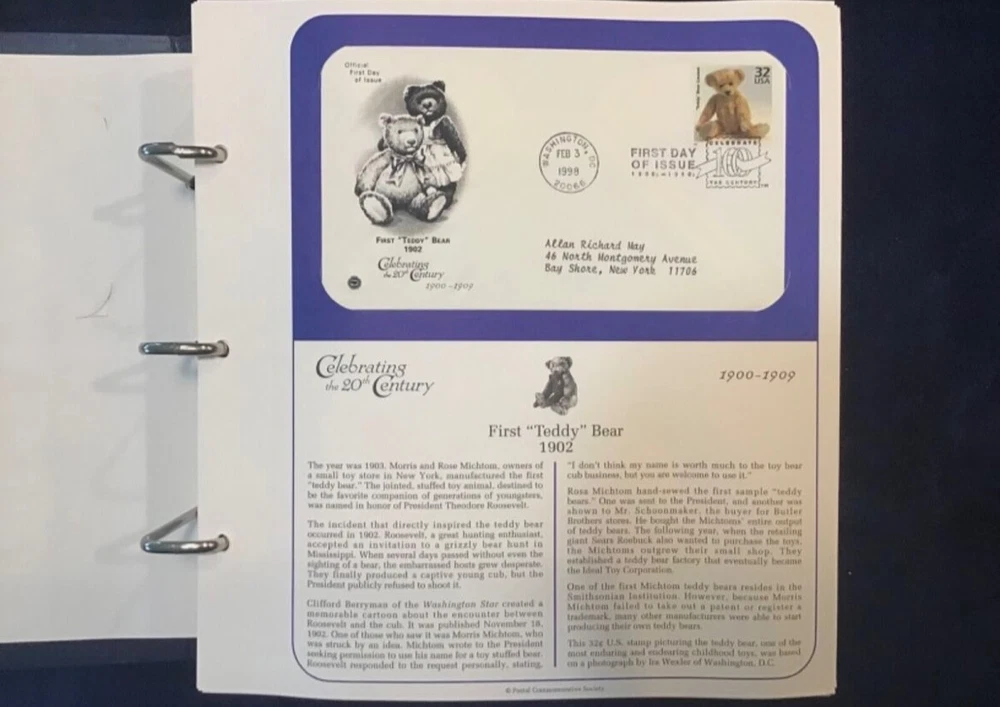 Official
First Day
of Issue
"Teddy" Bear Created
32
USA
WASHINGTON, DC
FEB 3
1998
20066
FIRST DAY
OF ISSUE
CELEBRATE
100
THE CENTURY
TM
FIRST "TEDDY" BEAR
1902
Celebrating
the 20th Century
1900-1909
Allan Richard Hay
46 North Montgomery Avenue
Bay Shore, New York 11706
Celebrating
the 20th Century
1900-1909
First "Teddy" Bear
1902
The year was 1903. Morris and Rose Michtom, owners of
a small toy store in New York, manufactured the first
"teddy bear." The jointed, stuffed toy animal, destined to
be the favorite companion of generations of youngsters,
was named in honor of President Theodore Roosevelt.
The incident that directly inspired the teddy bear
occurred in 1902. Roosevelt, a great hunting enthusiast,
accepted an invitation to a grizzly bear hunt in
Mississippi. When several days passed without even the
sighting of a bear, the embarrassed hosts grew desperate.
They finally produced a captive young cub, but the
President publicly refused to shoot it.
Clifford Berryman of the Washington Star created a
memorable cartoon about the encounter between
Roosevelt and the cub. It was published November 18,
1902. One of those who saw it was Morris Michtom, who
was struck by an idea. Michtom wrote to the President
seeking permission to use his name for a toy stuffed bear.
Roosevelt responded to the request personally, stating,
"I don't think my name is worth much to the toy bear
cub business, but you are welcome to use it."
Rosa Michtom hand-sewed the first sample "teddy
bears." One was sent to the President, and another was
shown to Mr. Schoonmaker, the buyer for Butler
Brothers stores. He bought the Michtoms' entire output
of teddy bears. The following year, when the retailing
giant Sears Roebuck also wanted to purchase the toys,
the Michtoms outgrew their small shop. They
established a teddy bear factory that eventually became
the Ideal Toy Corporation.
One of the first Michtom teddy bears resides in the
Smithsonian Institution. However, because Morris
Michtom failed to take out a patent or register a
trademark, many other manufacturers were able to start
producing their own teddy bears.
This 32¢ U.S. stamp picturing the teddy bear, one of the
most enduring and endearing childhood toys, was based
on a photograph by Ira Wexler of Washington, D.C.
© Postal Commemorative Society